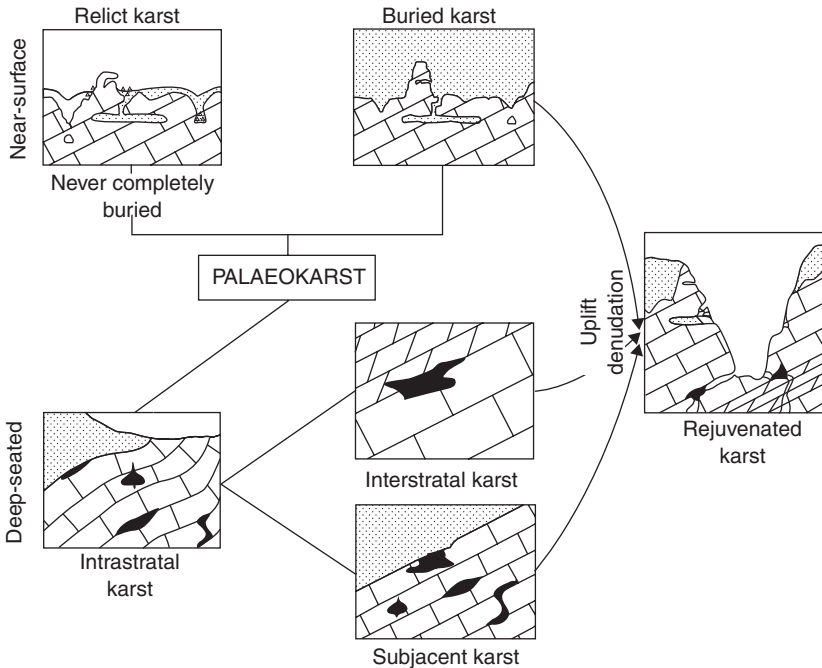 Relict karst
Buried karst
Near-surface
Never completely
buried
PALAEOKARST
Uplift
denudation
Rejuvenated
karst
Interstratal karst
Deep-seated
Intrastratal
karst
Subjacent karst